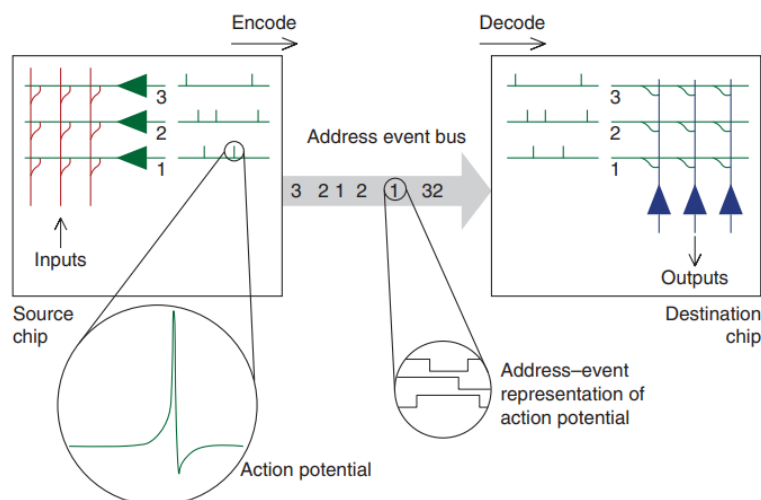 Encode
Decode
3
2
1
Inputs
Source
chip
Address event bus
3 2 1 2 1 32
3
2
1
Outputs
Destination
chip
Action potential
Address–event
representation of
action potential